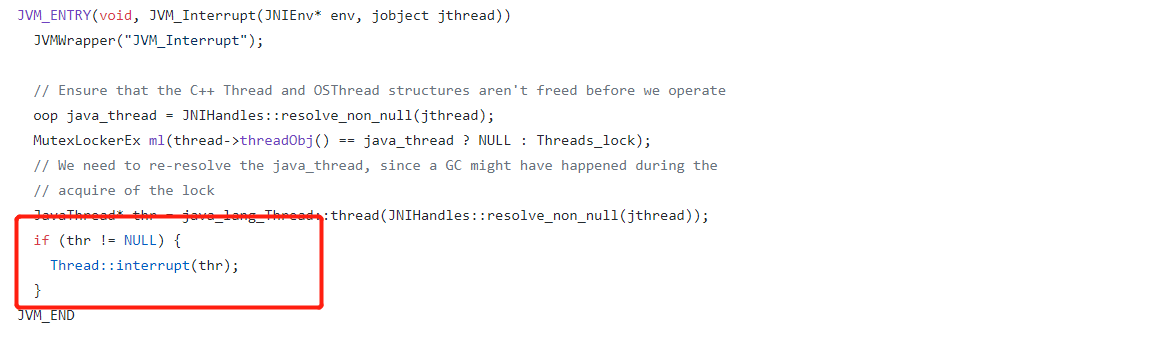 JVM_ENTRY(void, JVM_Interrupt(JNIEnv* env, jobject jthread))
JVMWrapper("JVM_Interrupt");
// Ensure that the C++ Thread and OSThread structures aren't freed before we operate
oop java_thread = JNIHandles::resolve_non_null(jthread);
MutexLockerEx ml(thread->threadObj() == java_thread ? NULL : Threads_lock);
// We need to re-resolve the java_thread, since a GC might have happened during the
// acquire of the lock
JavaThread* thr = java_lang_Thread::thread(JNIHandles::resolve_non_null(jthread));
if (thr != NULL) {
Thread::interrupt(thr);
}
JVM_END